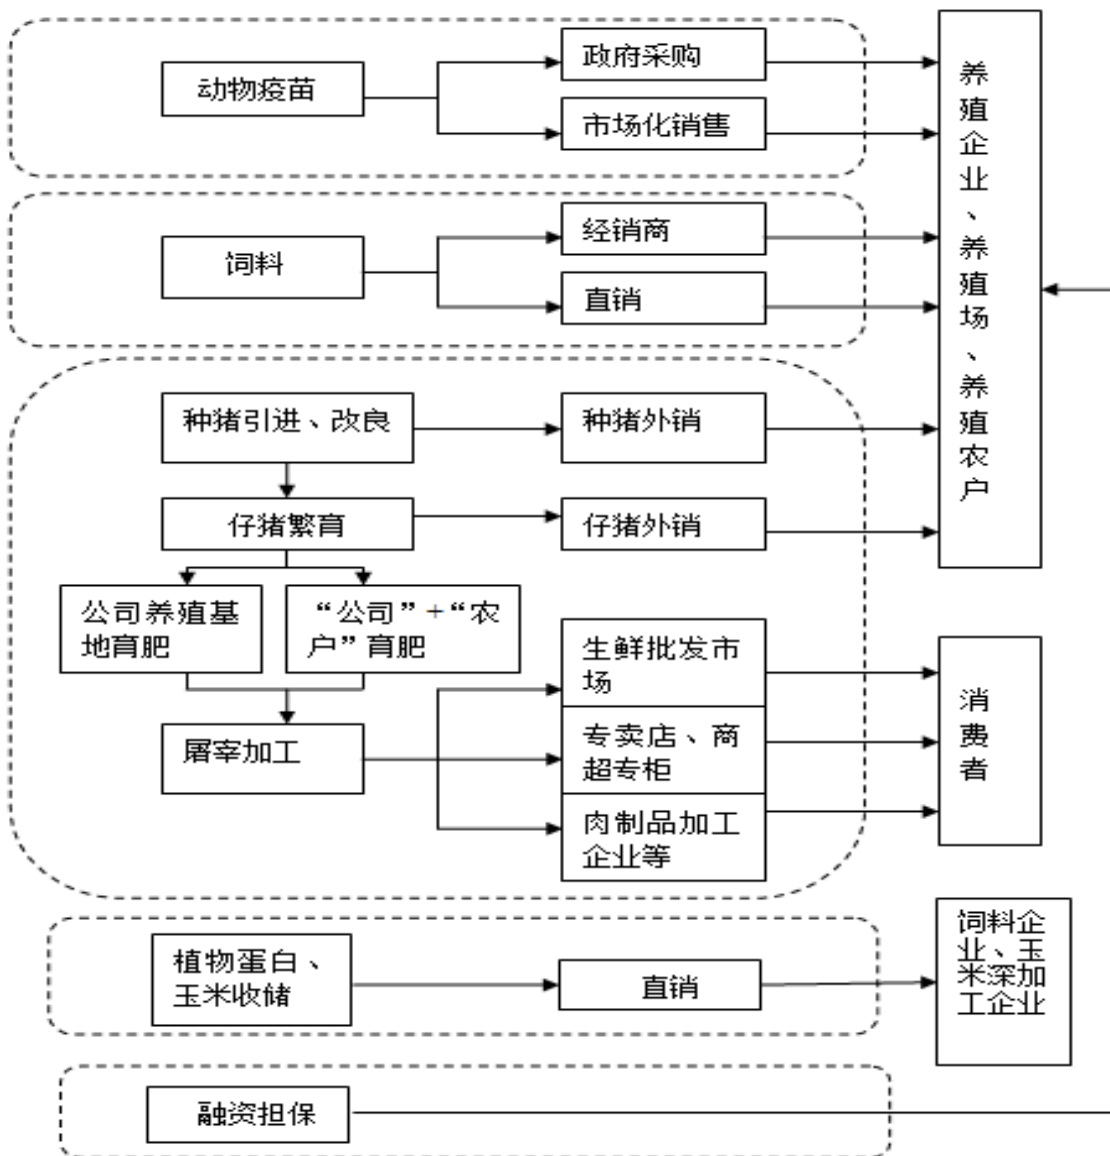 动物疫苗
政府采购
市场化销售
养
殖
企
业
、
养
殖
场
、
养
殖
农
户
饲料
经销商
直销
种猪引进、改良
种猪外销
仔猪繁育
仔猪外销
公司养殖基
地育肥
“公司”+“农
户”育肥
屠宰加工
生鲜批发市
场
专卖店、商
超专柜
肉制品加工
企业等
消
费
者
植物蛋白、
玉米收储
直销
饲料企
业、玉
米深加
工企业
融资担保